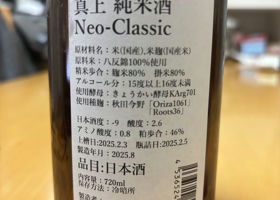 真上 純米酒
Neo-Classic
原材料名:米(国産)、米麹(国産米)
原料米:八反錦100%使用
精米歩合:麹米80% 掛米80%
アルコール分:15度以上16度未満
使用酵母:きょうかい酵母KArg701
使用種麹:秋田今野「Oriza1061」
「Roots36」
日本酒度:-9 酸度:2.6
アミノ酸度:0.8 粕歩合:46%
上槽日:2025.2.3 瓶詰日:2025.2.5
製造年月:2025.8
品目:日本酒
内容量:720ml
保存方法:冷暗所
4 936524